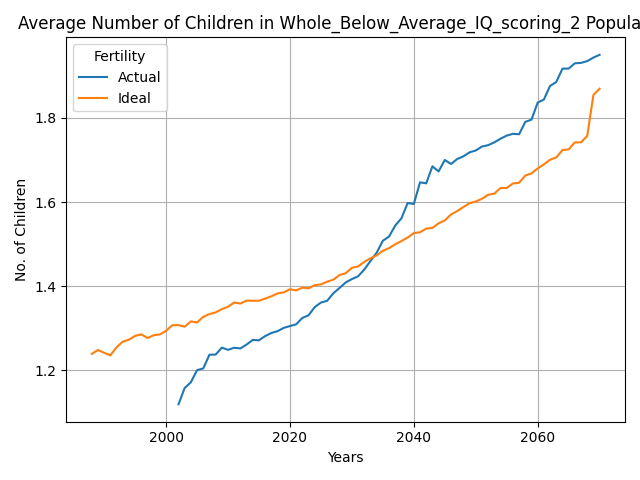 Average Number of Children in Whole_Below_Average_IQ_scoring_2 Popula
Fertility
Actual
Ideal
1.8
1.6
1.4
1.2
No. of Children
2000 2020 2040 2060
Years